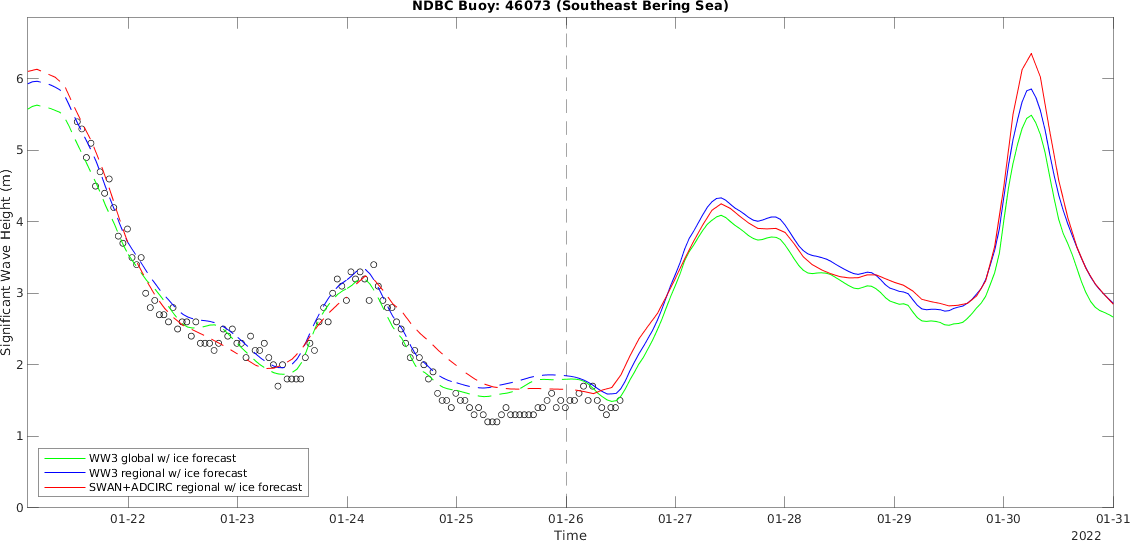 NDBC Buoy: 46073 (Southeast Bering Sea)
Significant Wave Height (m)
6
5
4
3
2
1
0
WW3 global w/ ice forecast
WW3 regional w/ ice forecast
SWAN+ADCIRC regional w/ ice forecast
01-22 01-23 01-24 01-25 01-26 01-27 01-28 01-29 01-30 01-31
Time
2022